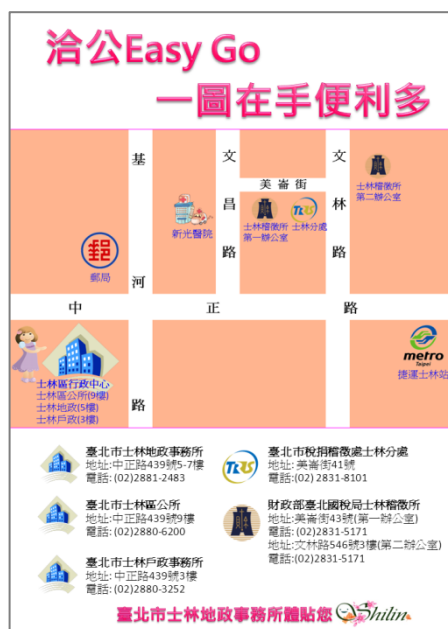 洽公Easy Go
一圖在手便利多
基河路
文昌路
文林路
美崙街
中正路
士林稽徵所
第二辦公室
新光醫院
士林稽徵所
第一辦公室
士林分處
郵
郵局
metro
Taipei
捷運士林站
士林區行政中心
士林區公所(9樓)
士林地政(5樓)
士林戶政(3樓)
臺北市士林地政事務所
地址:中正路439號5-7樓
電話:(02)2881-2483
臺北市稅捐稽徵處士林分處
地址:美崙街41號
電話:(02) 2831-8101
臺北市士林區公所
地址:中正路439號9樓
電話:(02)2880-6200
財政部臺北國稅局士林稽徵所
地址:美崙街43號(第一辦公室)
電話:(02)2831-5171
地址:文林路546號3樓(第二辦公室)
電話:(02)2831-5171
臺北市士林戶政事務所
地址: 中正路439號3樓
電話:(02)2880-3252
臺北市士林地政事務所體貼您
Shilin